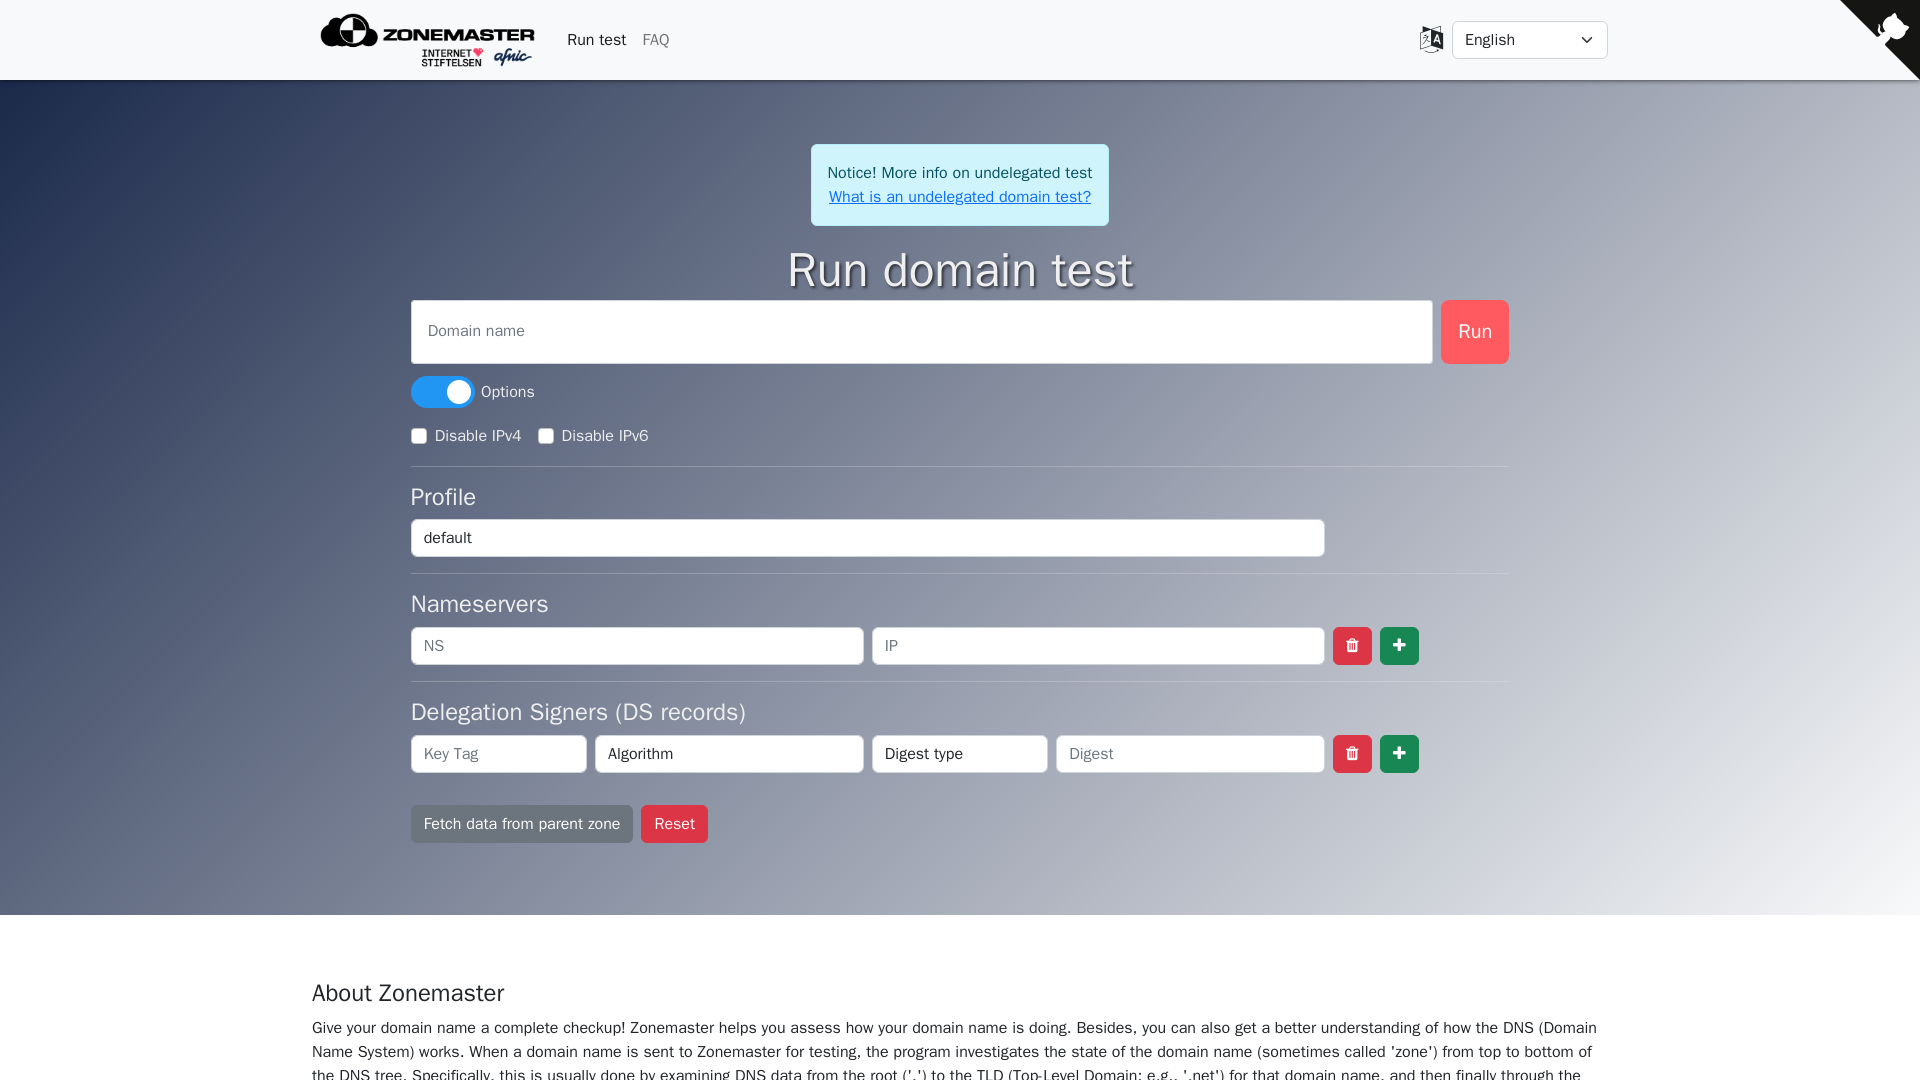 ZONEMASTER
INTERNET
STIFTELSEN
afnic
Run test
FAQ
A
English
Notice! More info on undelegated test
What is an undelegated domain test?
Run domain test
Domain name
Run
Options
Disable IPv4
Disable IPv6
Profile
default
Nameservers
NS
IP
Delegation Signers (DS records)
Key Tag
Algorithm
Digest type
Digest
Fetch data from parent zone
Reset
About Zonemaster
Give your domain name a complete checkup! Zonemaster helps you assess how your domain name is doing. Besides, you can also get a better understanding of how the DNS (Domain
Name System) works. When a domain name is sent to Zonemaster for testing, the program investigates the state of the domain name (sometimes called 'zone') from top to bottom of
the DNS tree. Specifically, this is usually done by examining DNS data from the root ('.') to the TLD (Top-Level Domain; e.g., '.net') for that domain name, and then finally through the